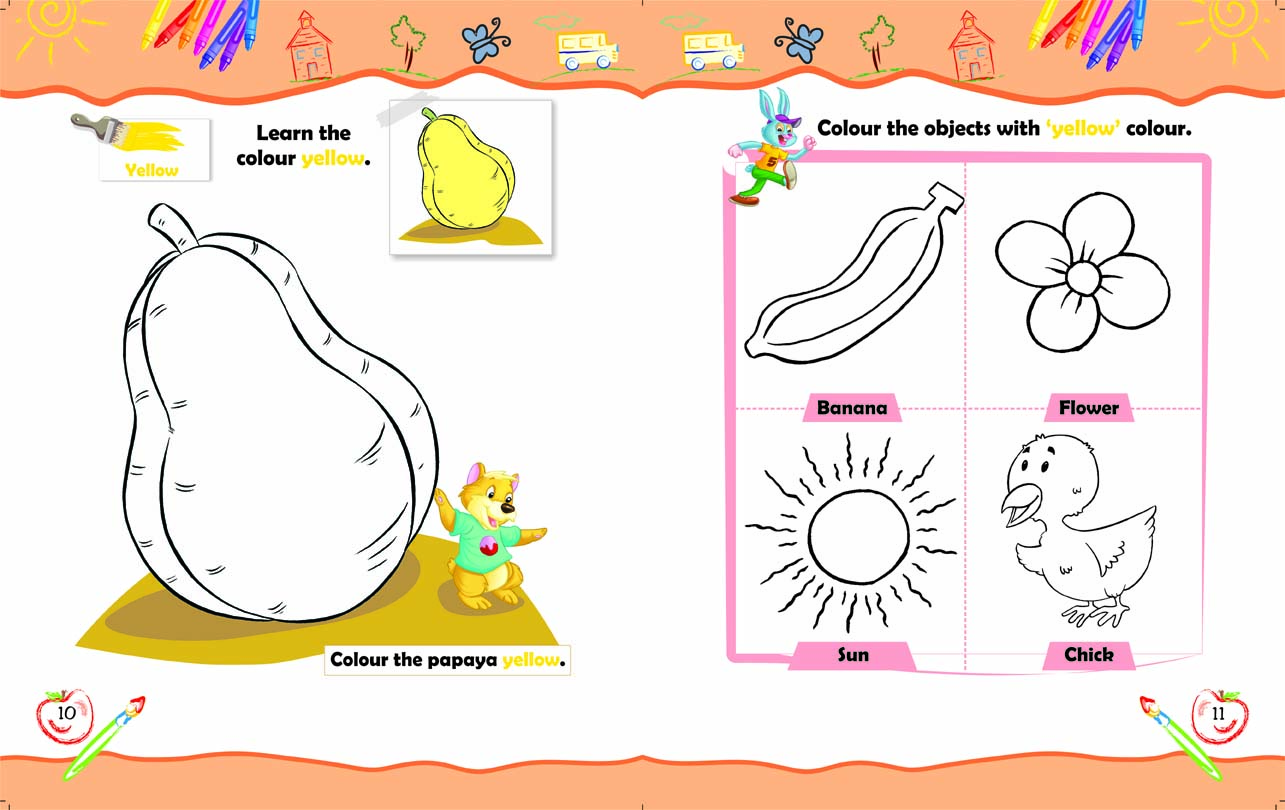 Yellow
Learn the
colour yellow.
Colour the papaya yellow.
10
Colour the objects with ‘yellow’ colour.
5
Banana
Flower
Sun
Chick
11